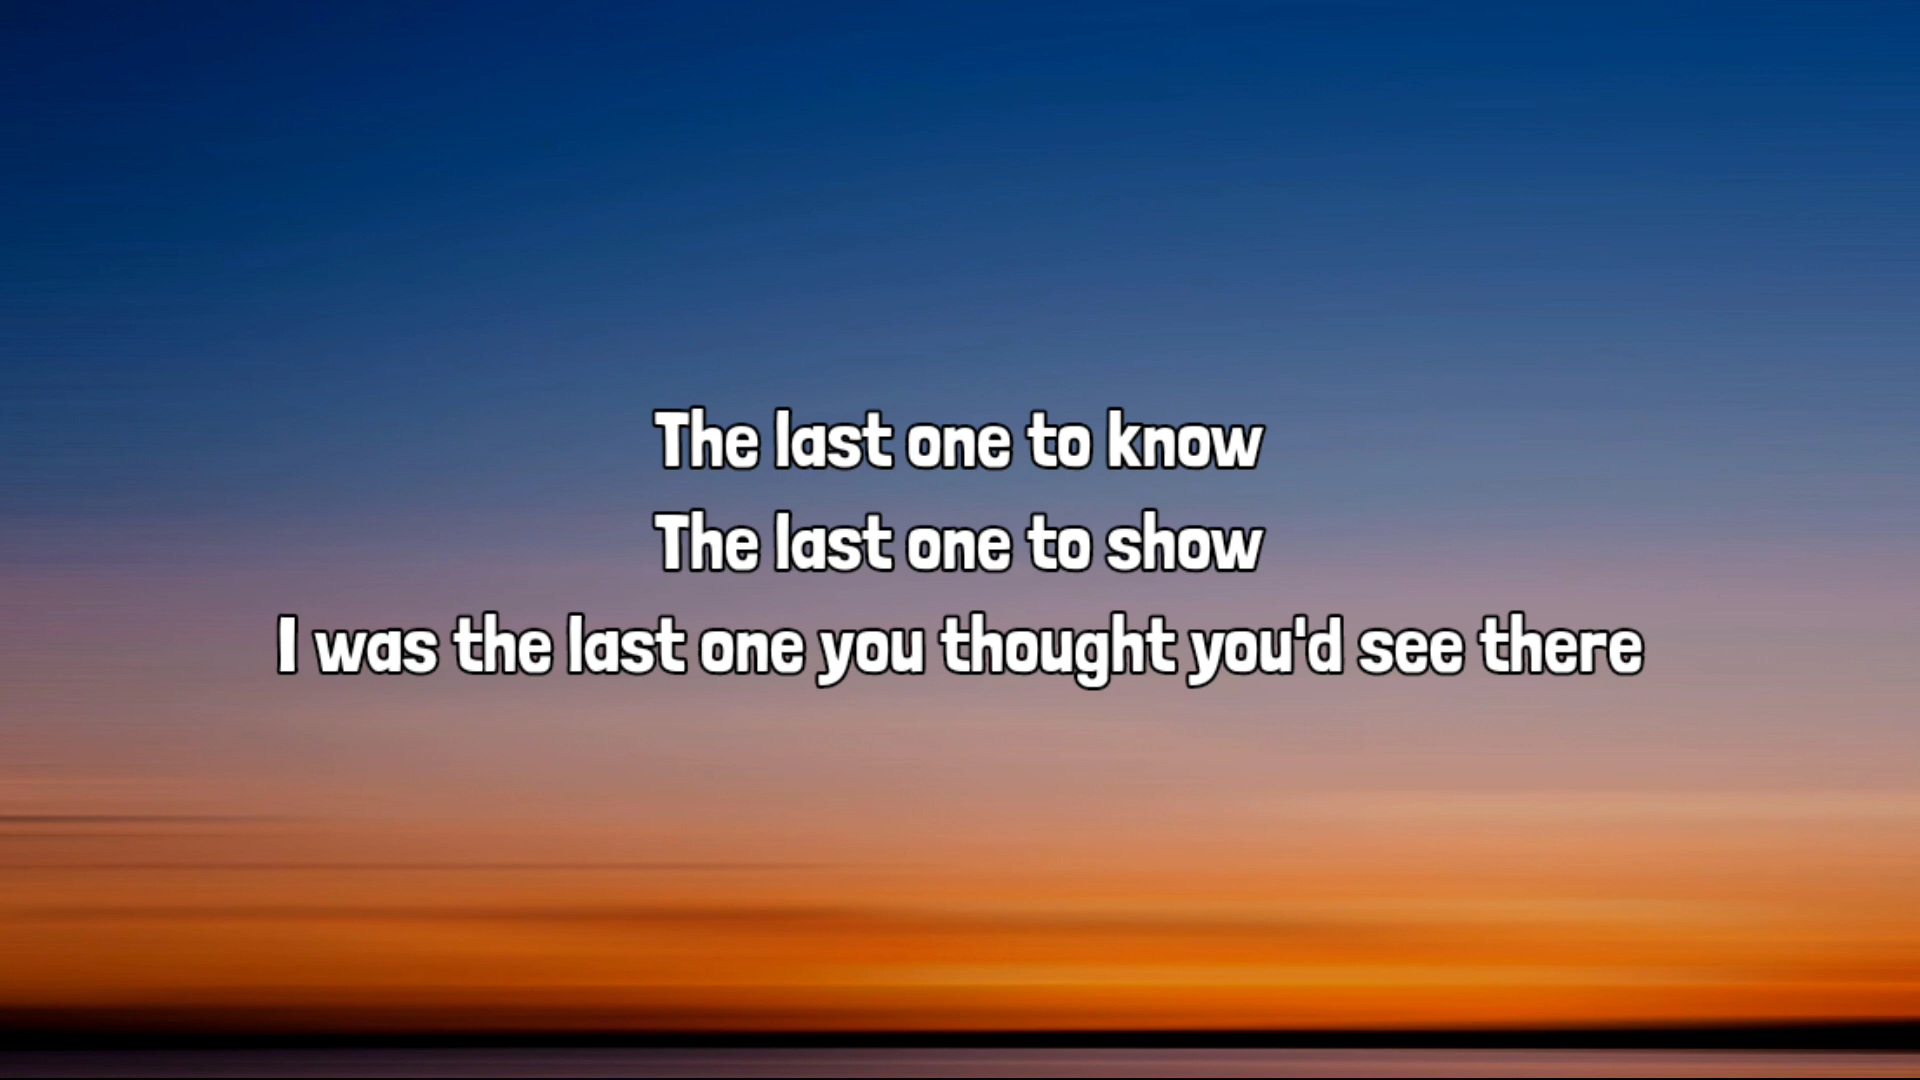 The last one to know
The last one to show
I was the last one you thought you'd see there